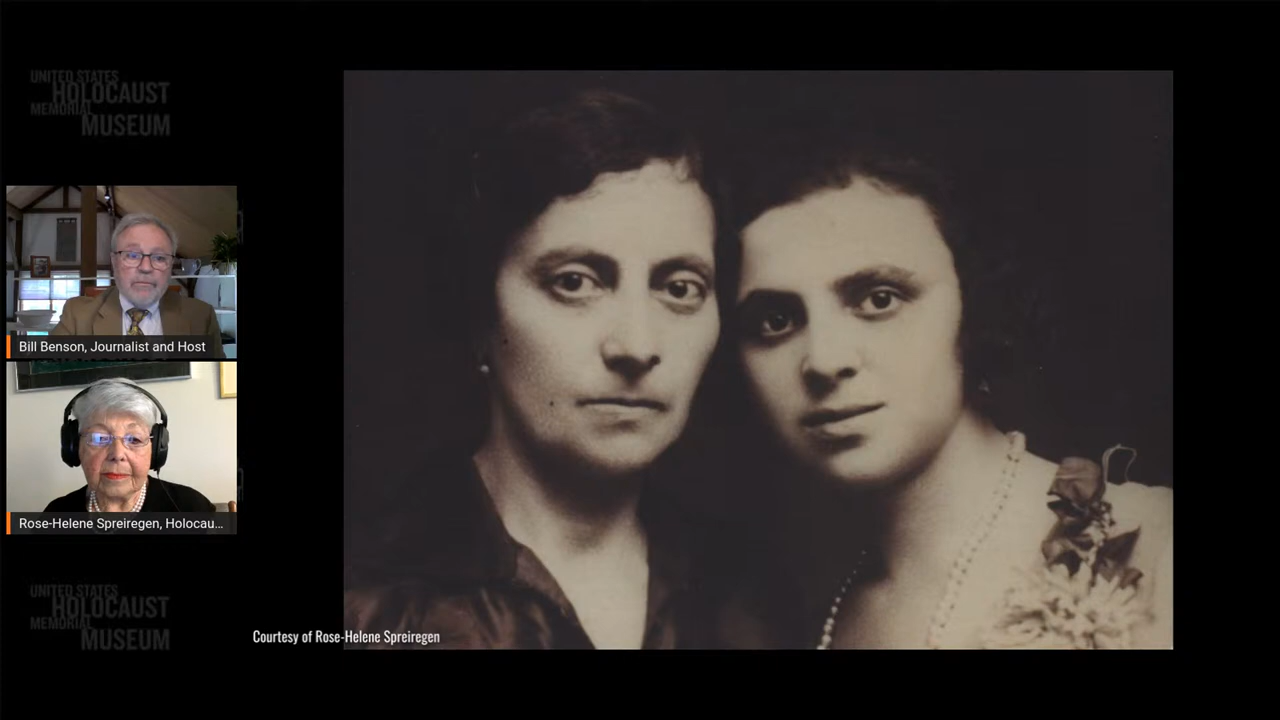 UNITED STATES
HOLOCAUST
MEMORIAL
MUSEUM
Bill Benson, Journalist and Host
Rose-Helene Spreiregen, Holocau...
Courtesy of Rose-Helene Spreiregen
UNITED STATES
HOLOCAUST
MEMORIAL
MUSEUM